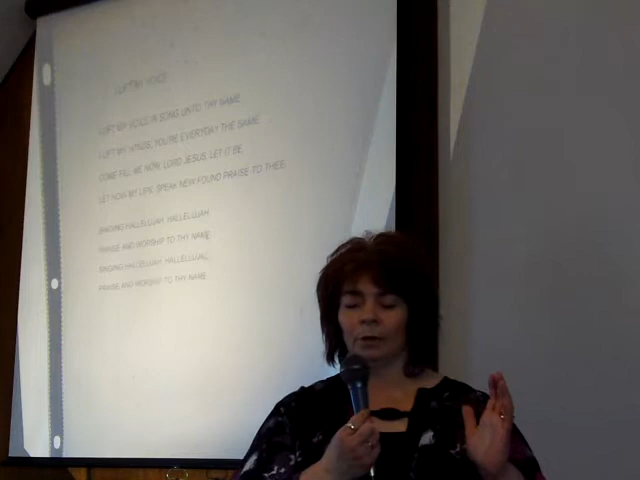 I LIFT MY VOICE
I LIFT MY VOICE IN SONG UNTO THY NAME
I LIFT MY HANDS, YOU'RE EVERYDAY THE SAME
COME FILL ME NOW, LORD JESUS, LET IT BE
LET NOW MY LIPS, SPEAK NEW FOUND PRAISE TO THEE
SINGING HALLELUJAH, HALLELUJAH
PRAISE AND WORSHIP TO THY NAME
SINGING HALLELUJAH, HALLELUJAH,
PRAISE AND WORSHIP TO THY NAME